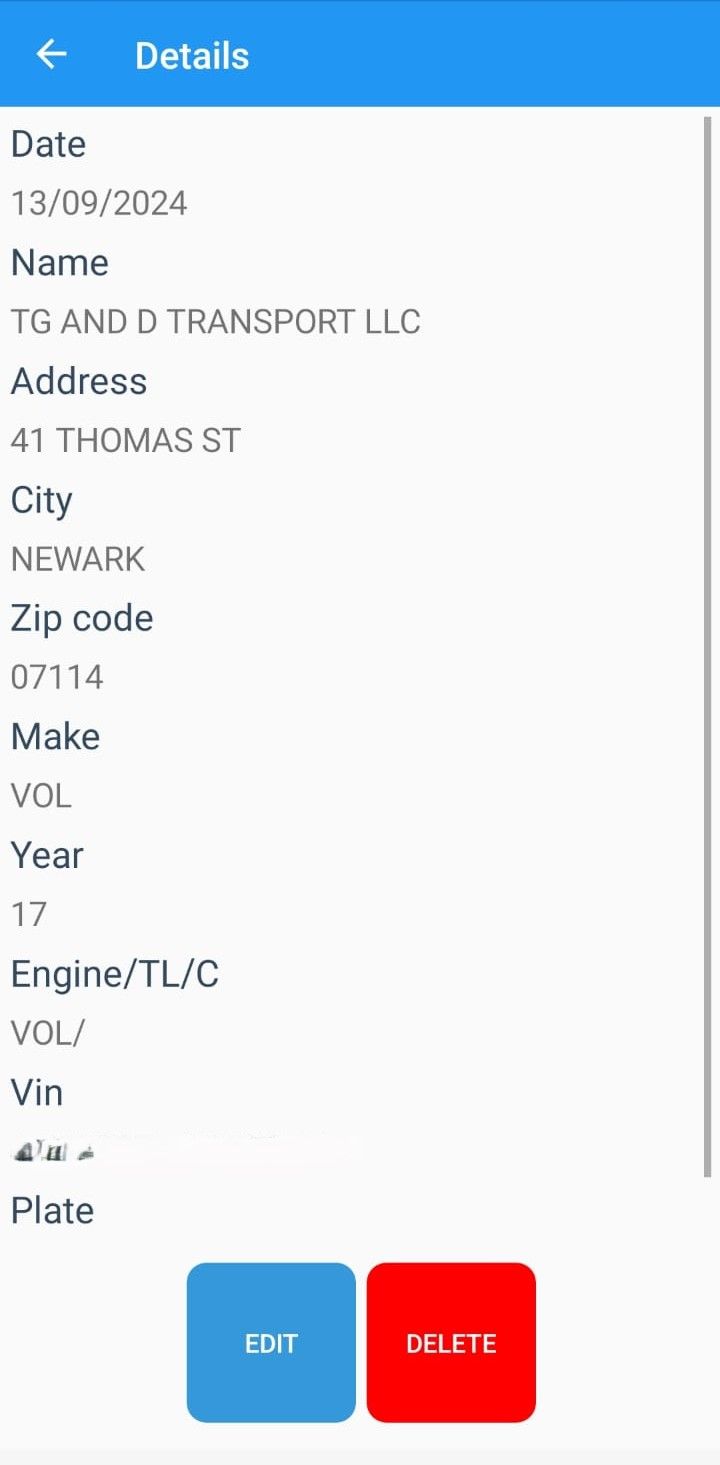 Details
Date
13/09/2024
Name
TG AND D TRANSPORT LLC
Address
41 THOMAS ST
City
NEWARK
Zip code
07114
Make
VOL
Year
17
Engine/TL/C
VOL/
Vin
Plate
EDIT
DELETE